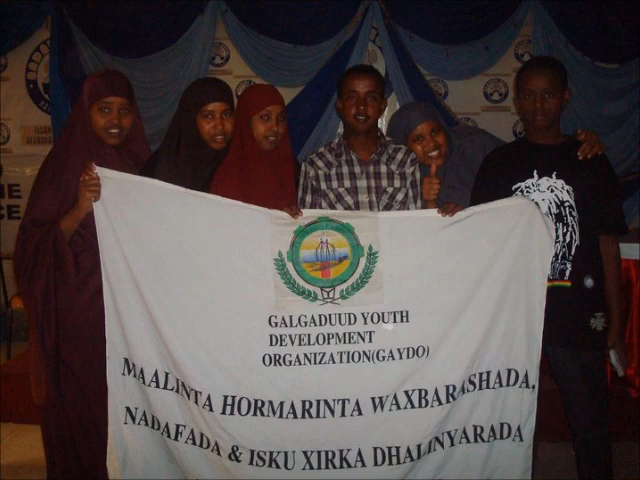 GALGADUUD YOUTH
DEVELOPMENT
ORGANIZATION(GAYDO)
MAALINTA HORMARINTA WAXBARASHADA,
NADAFADA & ISKU XIRKA DHALINYARADA